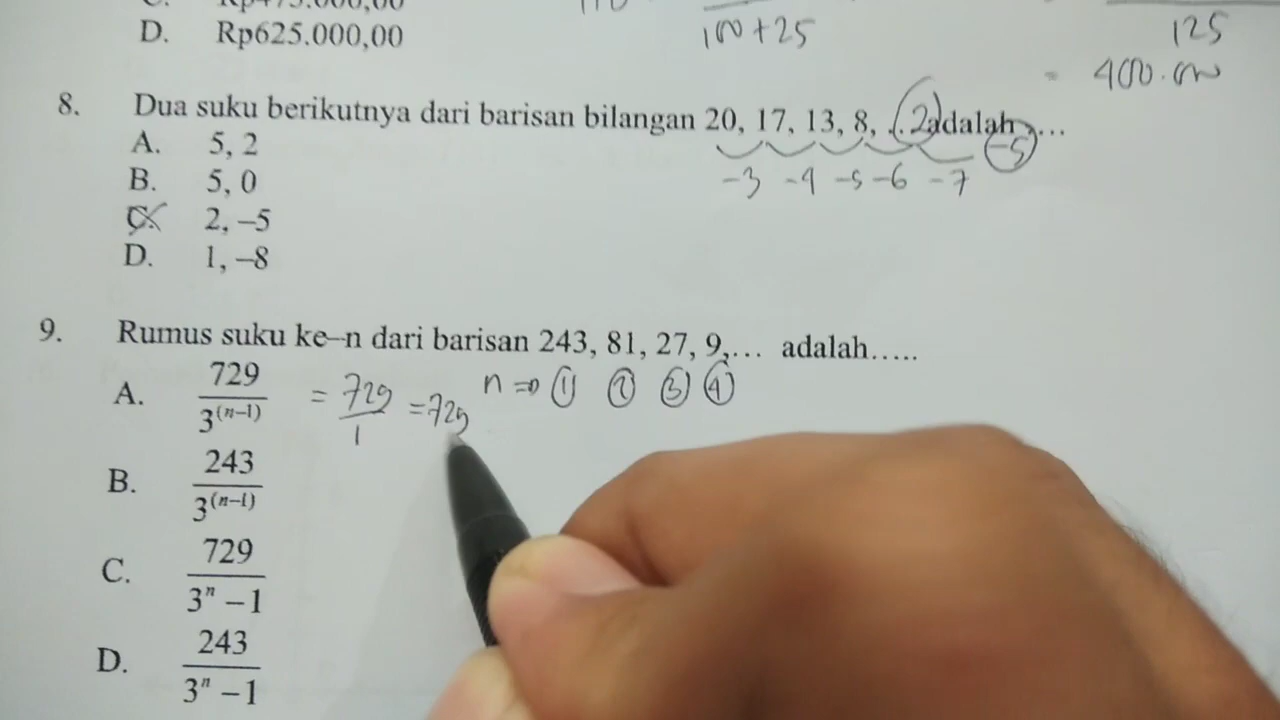 D. Rp625.000,00
100 + 25
125
= 400.000
8. Dua suku berikutnya dari barisan bilangan 20, 17, 13, 8, ... 2 adalah .... -5
-3 -4 -5 -6 -7
A. 5, 2
B. 5, 0
C. 2, –5
D. 1, –8
9. Rumus suku ke–n dari barisan 243, 81, 27, 9,… adalah…..
A. 729 / 3^(n–1) = 729 / 1 = 729 n ⇒ 1 2 3 4
B. 243 / 3^(n–1)
C. 729 / 3^n – 1
D. 243 / 3^n – 1